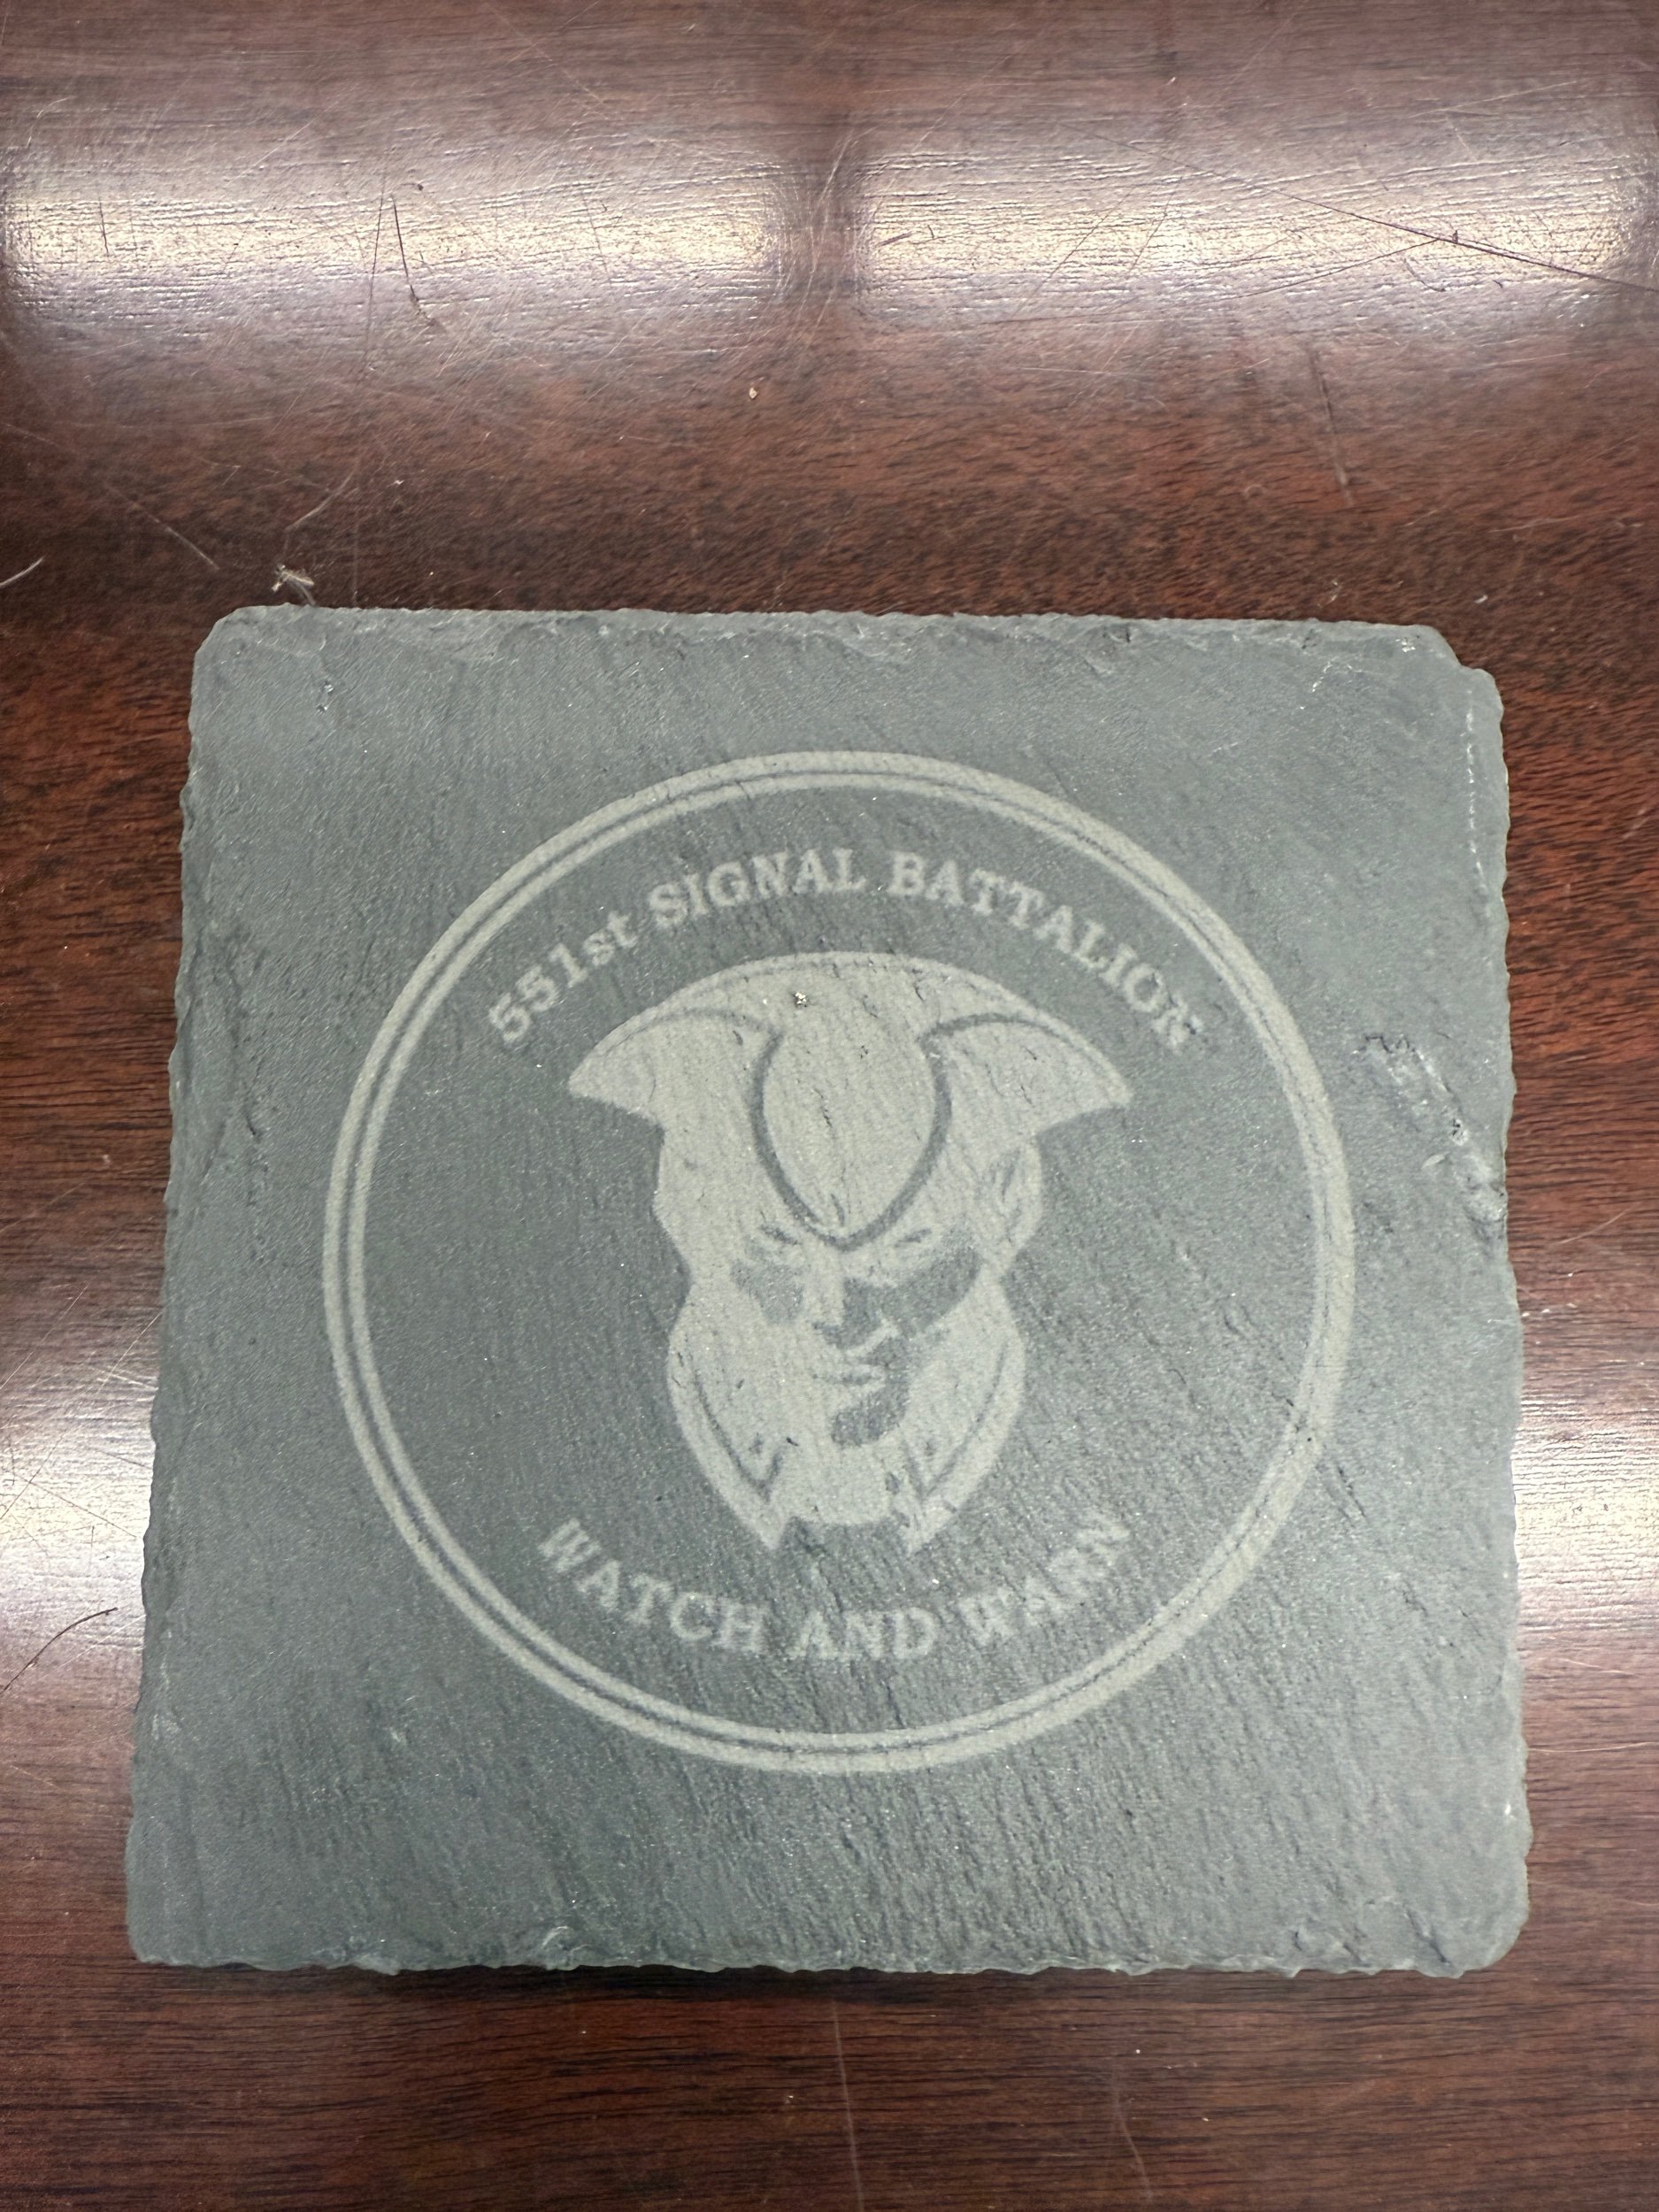 551st SIGNAL BATTALION
WATCH AND WARN